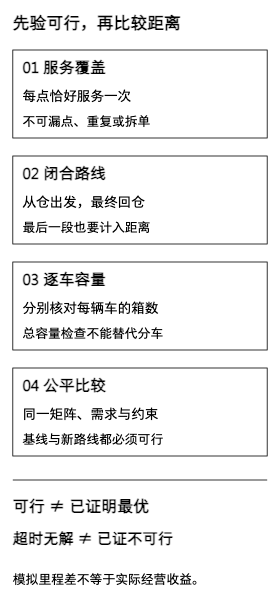 先验可行，再比较距离
01 服务覆盖
每点恰好服务一次
不可漏点、重复或拆单
02 闭合路线
从仓出发，最终回仓
最后一段也要计入距离
03 逐车容量
分别核对每辆车的箱数
总容量检查不能替代分车
04 公平比较
同一矩阵、需求与约束
基线与新路线都必须可行
可行 ≠ 已证明最优
超时无解 ≠ 已证不可行
模拟里程差不等于实际经营收益。